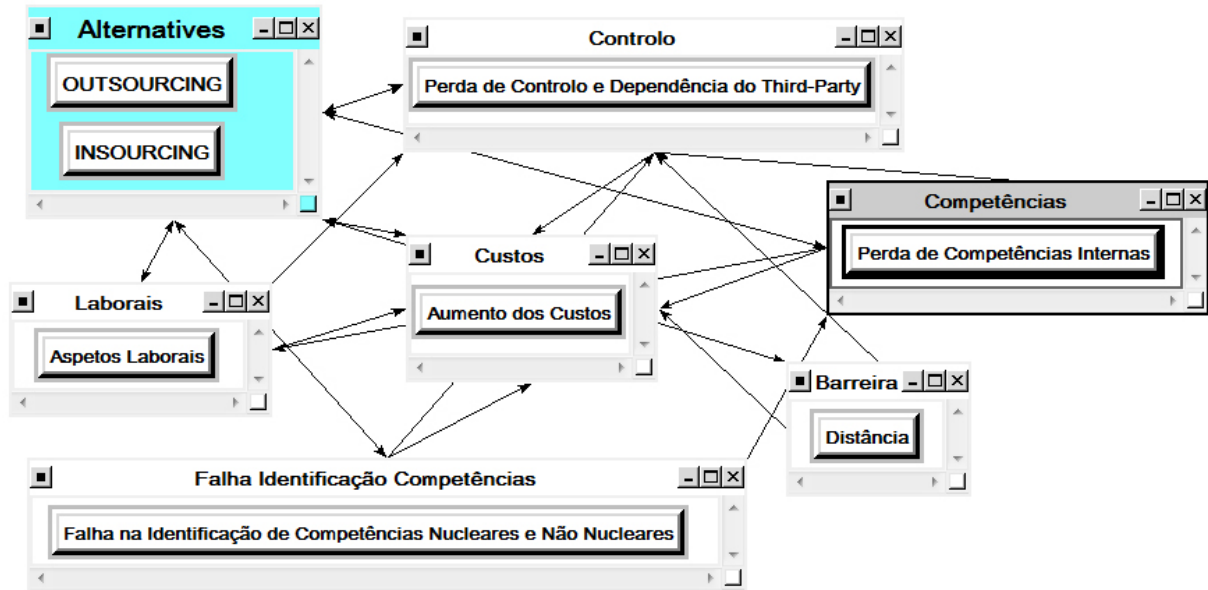 Alternatives
OUTSOURCING
INSOURCING
Controlo
Perda de Controlo e Dependência do Third-Party
Competências
Perda de Competências Internas
Custos
Aumento dos Custos
Laborais
Aspetos Laborais
Barreira
Distância
Falha Identificação Competências
Falha na Identificação de Competências Nucleares e Não Nucleares